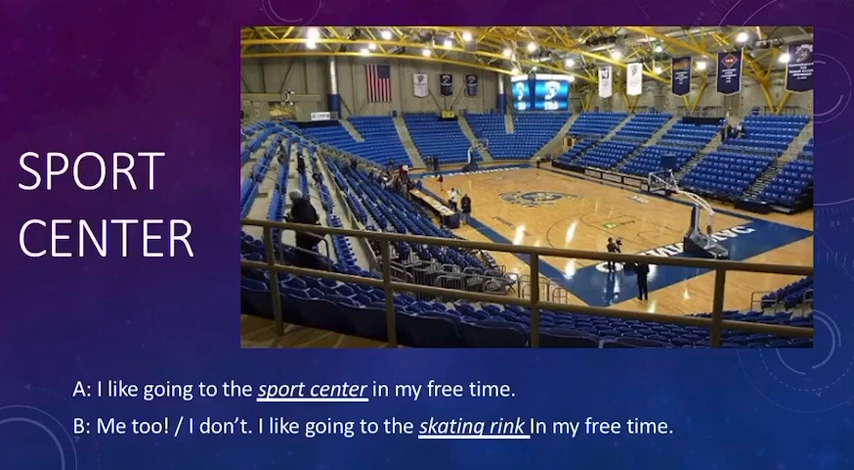 SPORT
CENTER
A: I like going to the sport center in my free time.
B: Me too! / I don't. I like going to the skating rink In my free time.